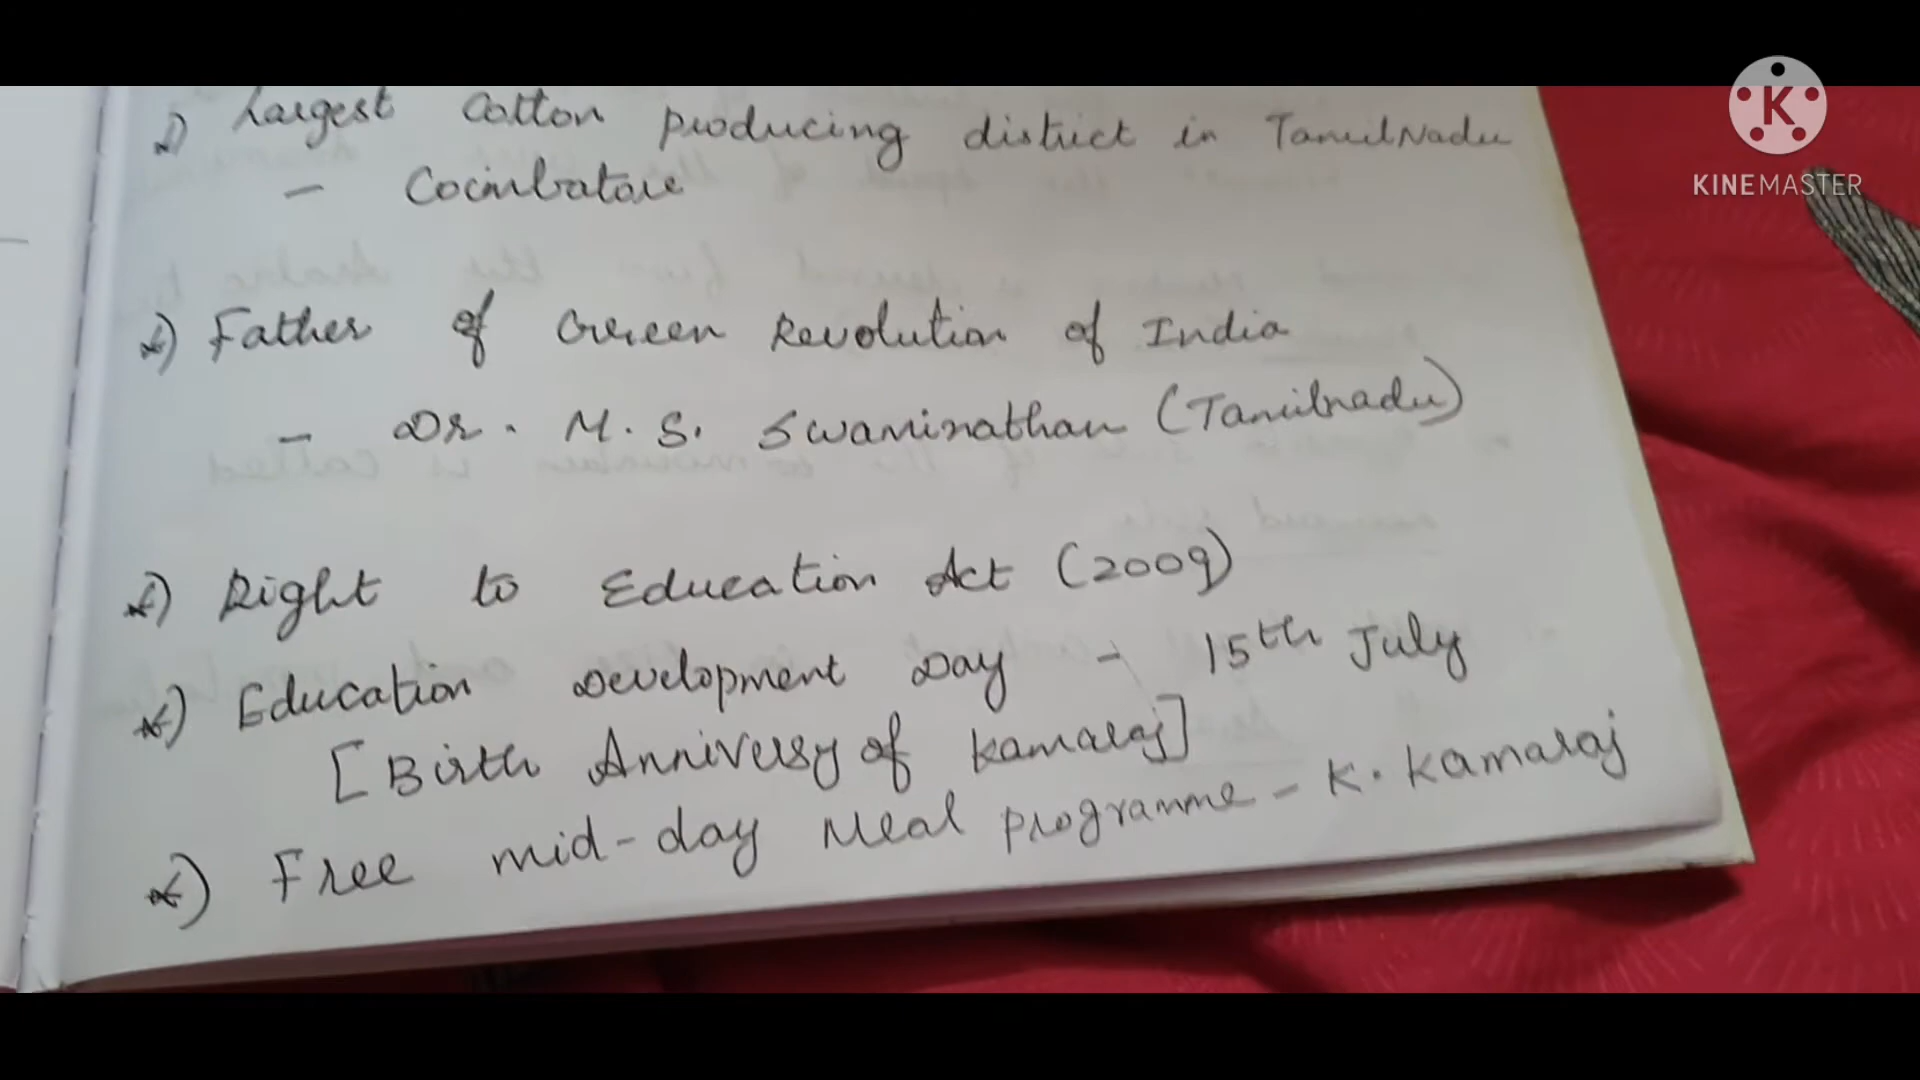 Largest Cotton producing district in TamilNadu
- Coimbatore
Father of Green Revolution of India
- Dr. M. S. Swaminathan (Tamilnadu)
Right to Education Act (2009)
Education Development Day - 15th July
[Birth Anniversy of Kamaraj]
Free mid-day Meal programme - K. Kamaraj
K
KINEMASTER